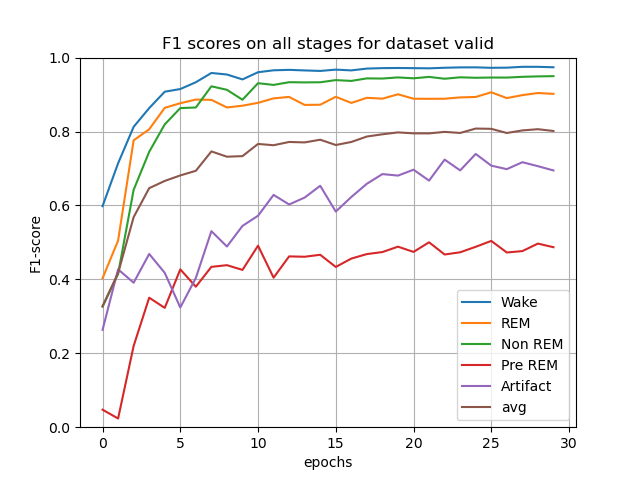 F1 scores on all stages for dataset valid
F1-score
1.0
0.8
0.6
0.4
0.2
0.0
Wake
REM
Non REM
Pre REM
Artifact
avg
0 5 10 15 20 25 30
epochs